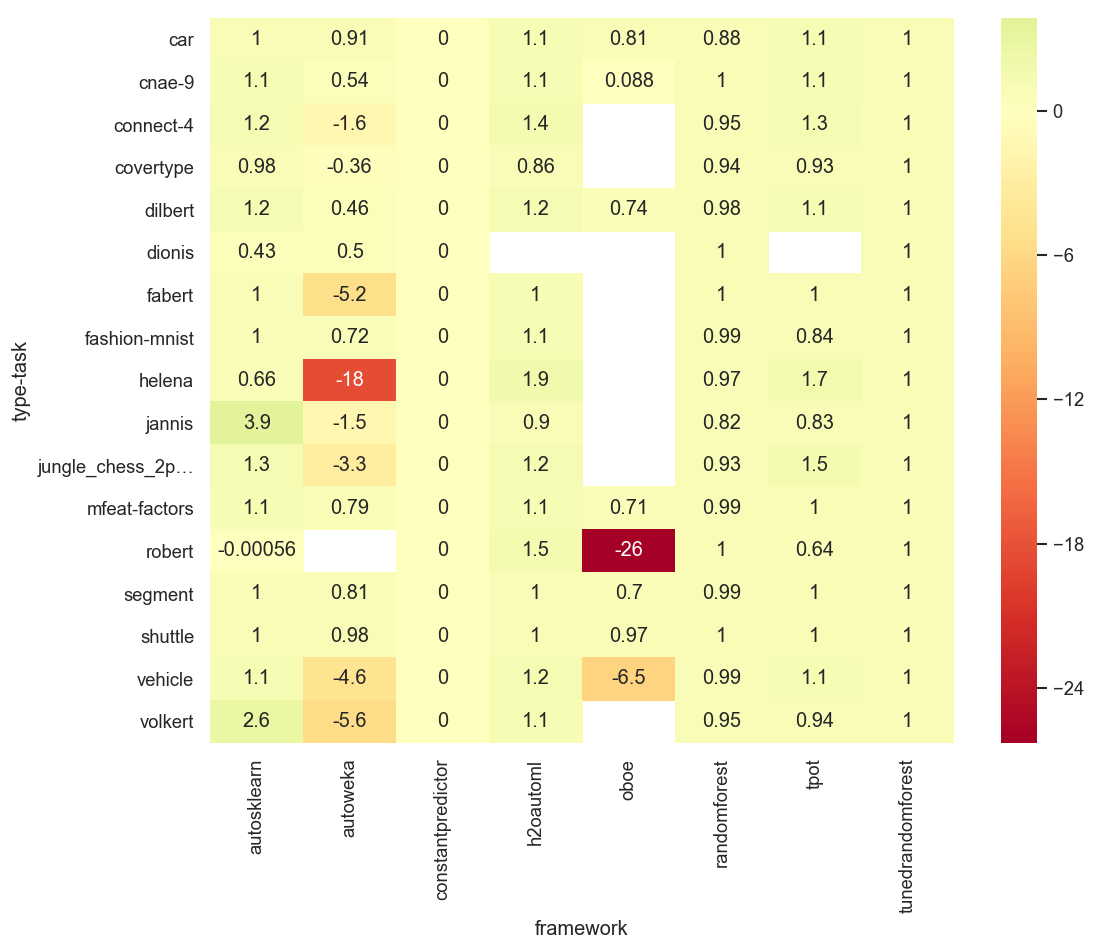 car 1 0.91 0 1.1 0.81 0.88 1.1 1
cnae-9 1.1 0.54 0 1.1 0.088 1 1.1 1
connect-4 1.2 -1.6 0 1.4 0.95 1.3 1
covertype 0.98 -0.36 0 0.86 0.94 0.93 1
dilbert 1.2 0.46 0 1.2 0.74 0.98 1.1 1
dionis 0.43 0.5 0 1 1
fabert 1 -5.2 0 1 1 1 1
fashion-mnist 1 0.72 0 1.1 0.99 0.84 1
helena 0.66 -18 0 1.9 0.97 1.7 1
jannis 3.9 -1.5 0 0.9 0.82 0.83 1
jungle_chess_2p… 1.3 -3.3 0 1.2 0.93 1.5 1
mfeat-factors 1.1 0.79 0 1.1 0.71 0.99 1 1
robert -0.00056 0 1.5 -26 1 0.64 1
segment 1 0.81 0 1 0.7 0.99 1 1
shuttle 1 0.98 0 1 0.97 1 1 1
vehicle 1.1 -4.6 0 1.2 -6.5 0.99 1.1 1
volkert 2.6 -5.6 0 1.1 0.95 0.94 1
type-task
autosklearn
autoweka
constantpredictor
h2oautoml
oboe
randomforest
tpot
tunedrandomforest
framework
0
−6
−12
−18
−24